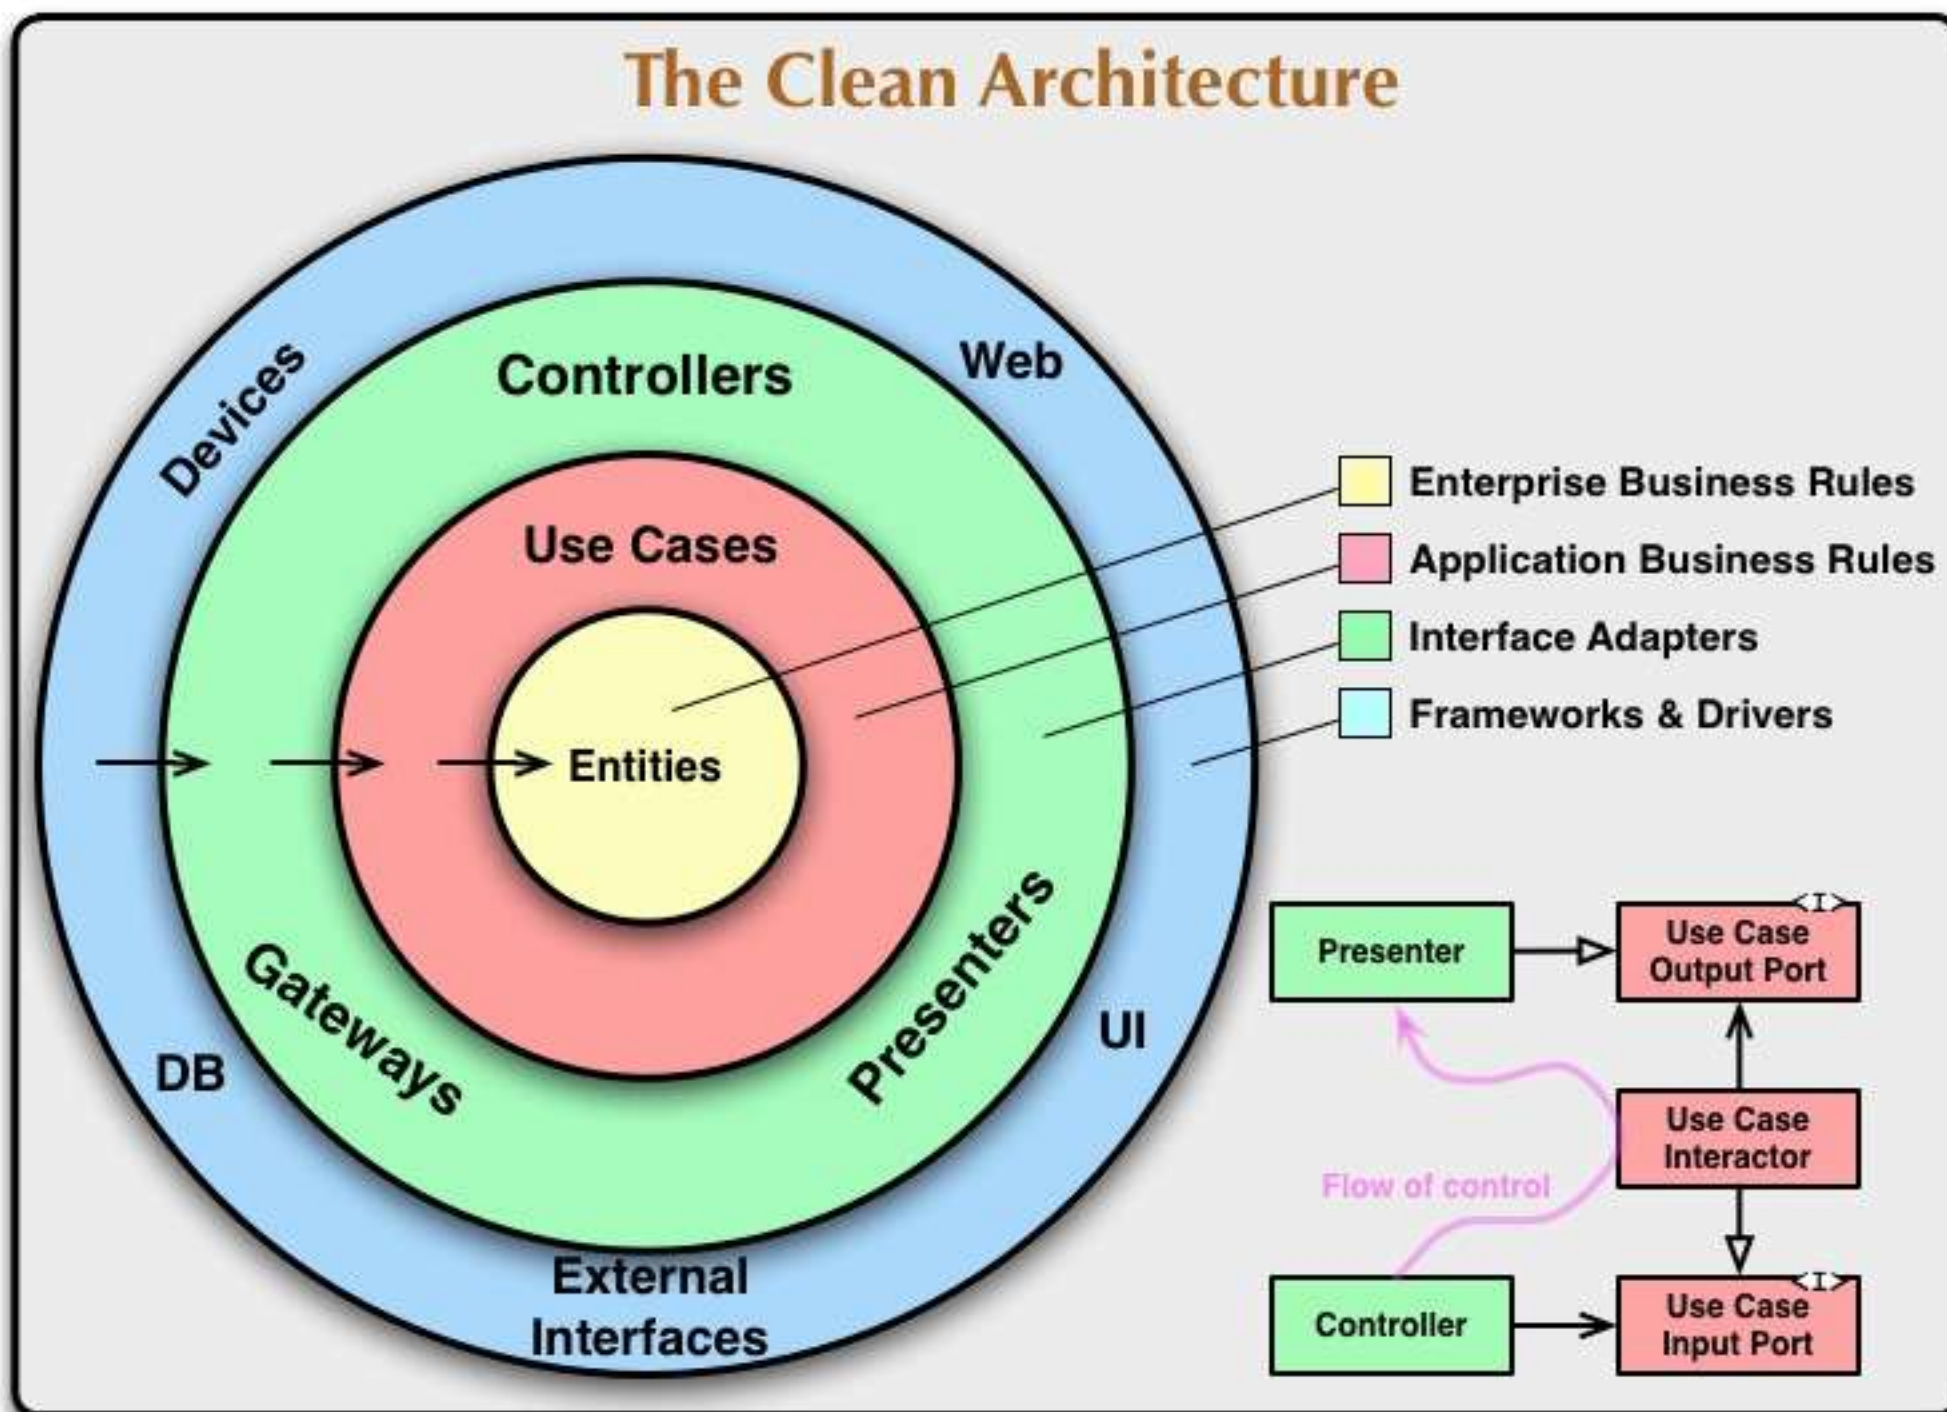 The Clean Architecture
Devices
Controllers
Web
Use Cases
Entities
Gateways
Presenters
DB
UI
External
Interfaces
Enterprise Business Rules
Application Business Rules
Interface Adapters
Frameworks & Drivers
Presenter
<I>
Use Case
Output Port
Use Case
Interactor
Flow of control
Controller
<I>
Use Case
Input Port